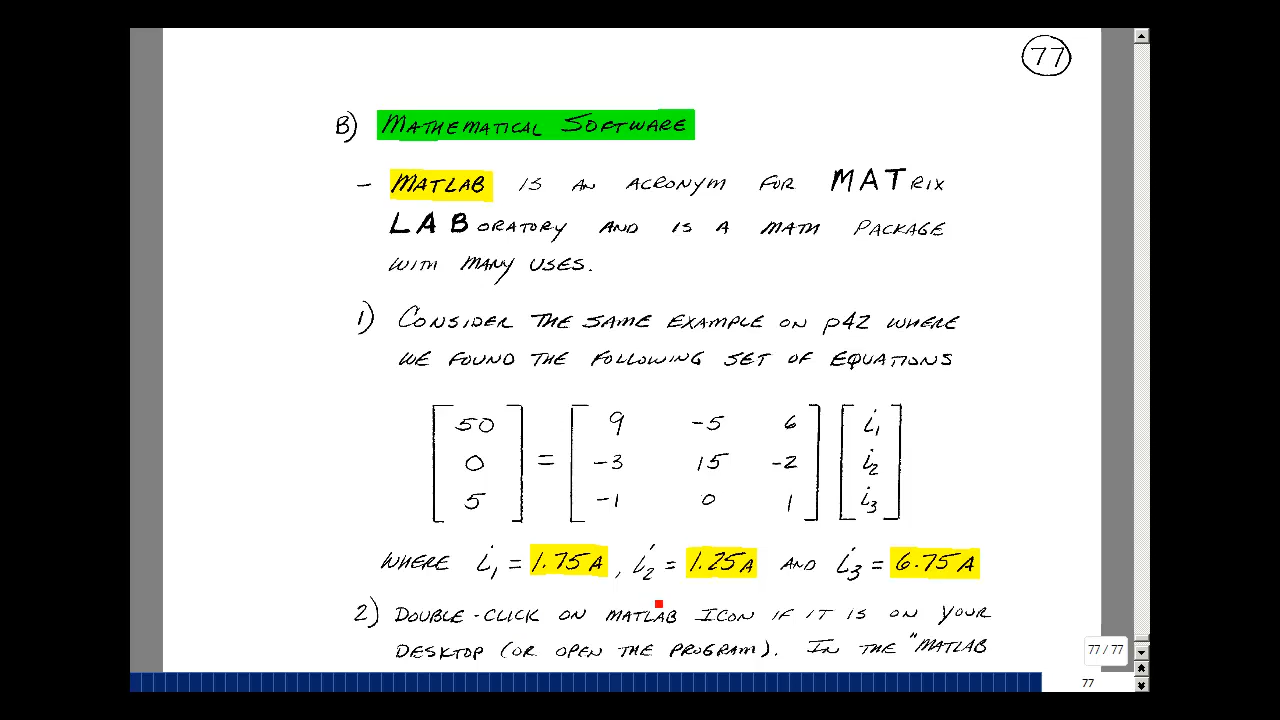 77
B) MATHEMATICAL SOFTWARE
- MATLAB IS AN ACRONYM FOR MATRIX
LABORATORY AND IS A MATH PACKAGE
WITH MANY USES.
1) CONSIDER THE SAME EXAMPLE ON p42 WHERE
WE FOUND THE FOLLOWING SET OF EQUATIONS
[50] = [9 -5 6] [i₁]
[0] [-3 15 -2] [i₂]
[5] [-1 0 1] [i₃]
WHERE i₁ = 1.75A, i₂ = 1.25A AND i₃ = 6.75A
2) DOUBLE-CLICK ON MATLAB ICON IF IT IS ON YOUR
DESKTOP (OR OPEN THE PROGRAM). IN THE "MATLAB
77 / 77
77